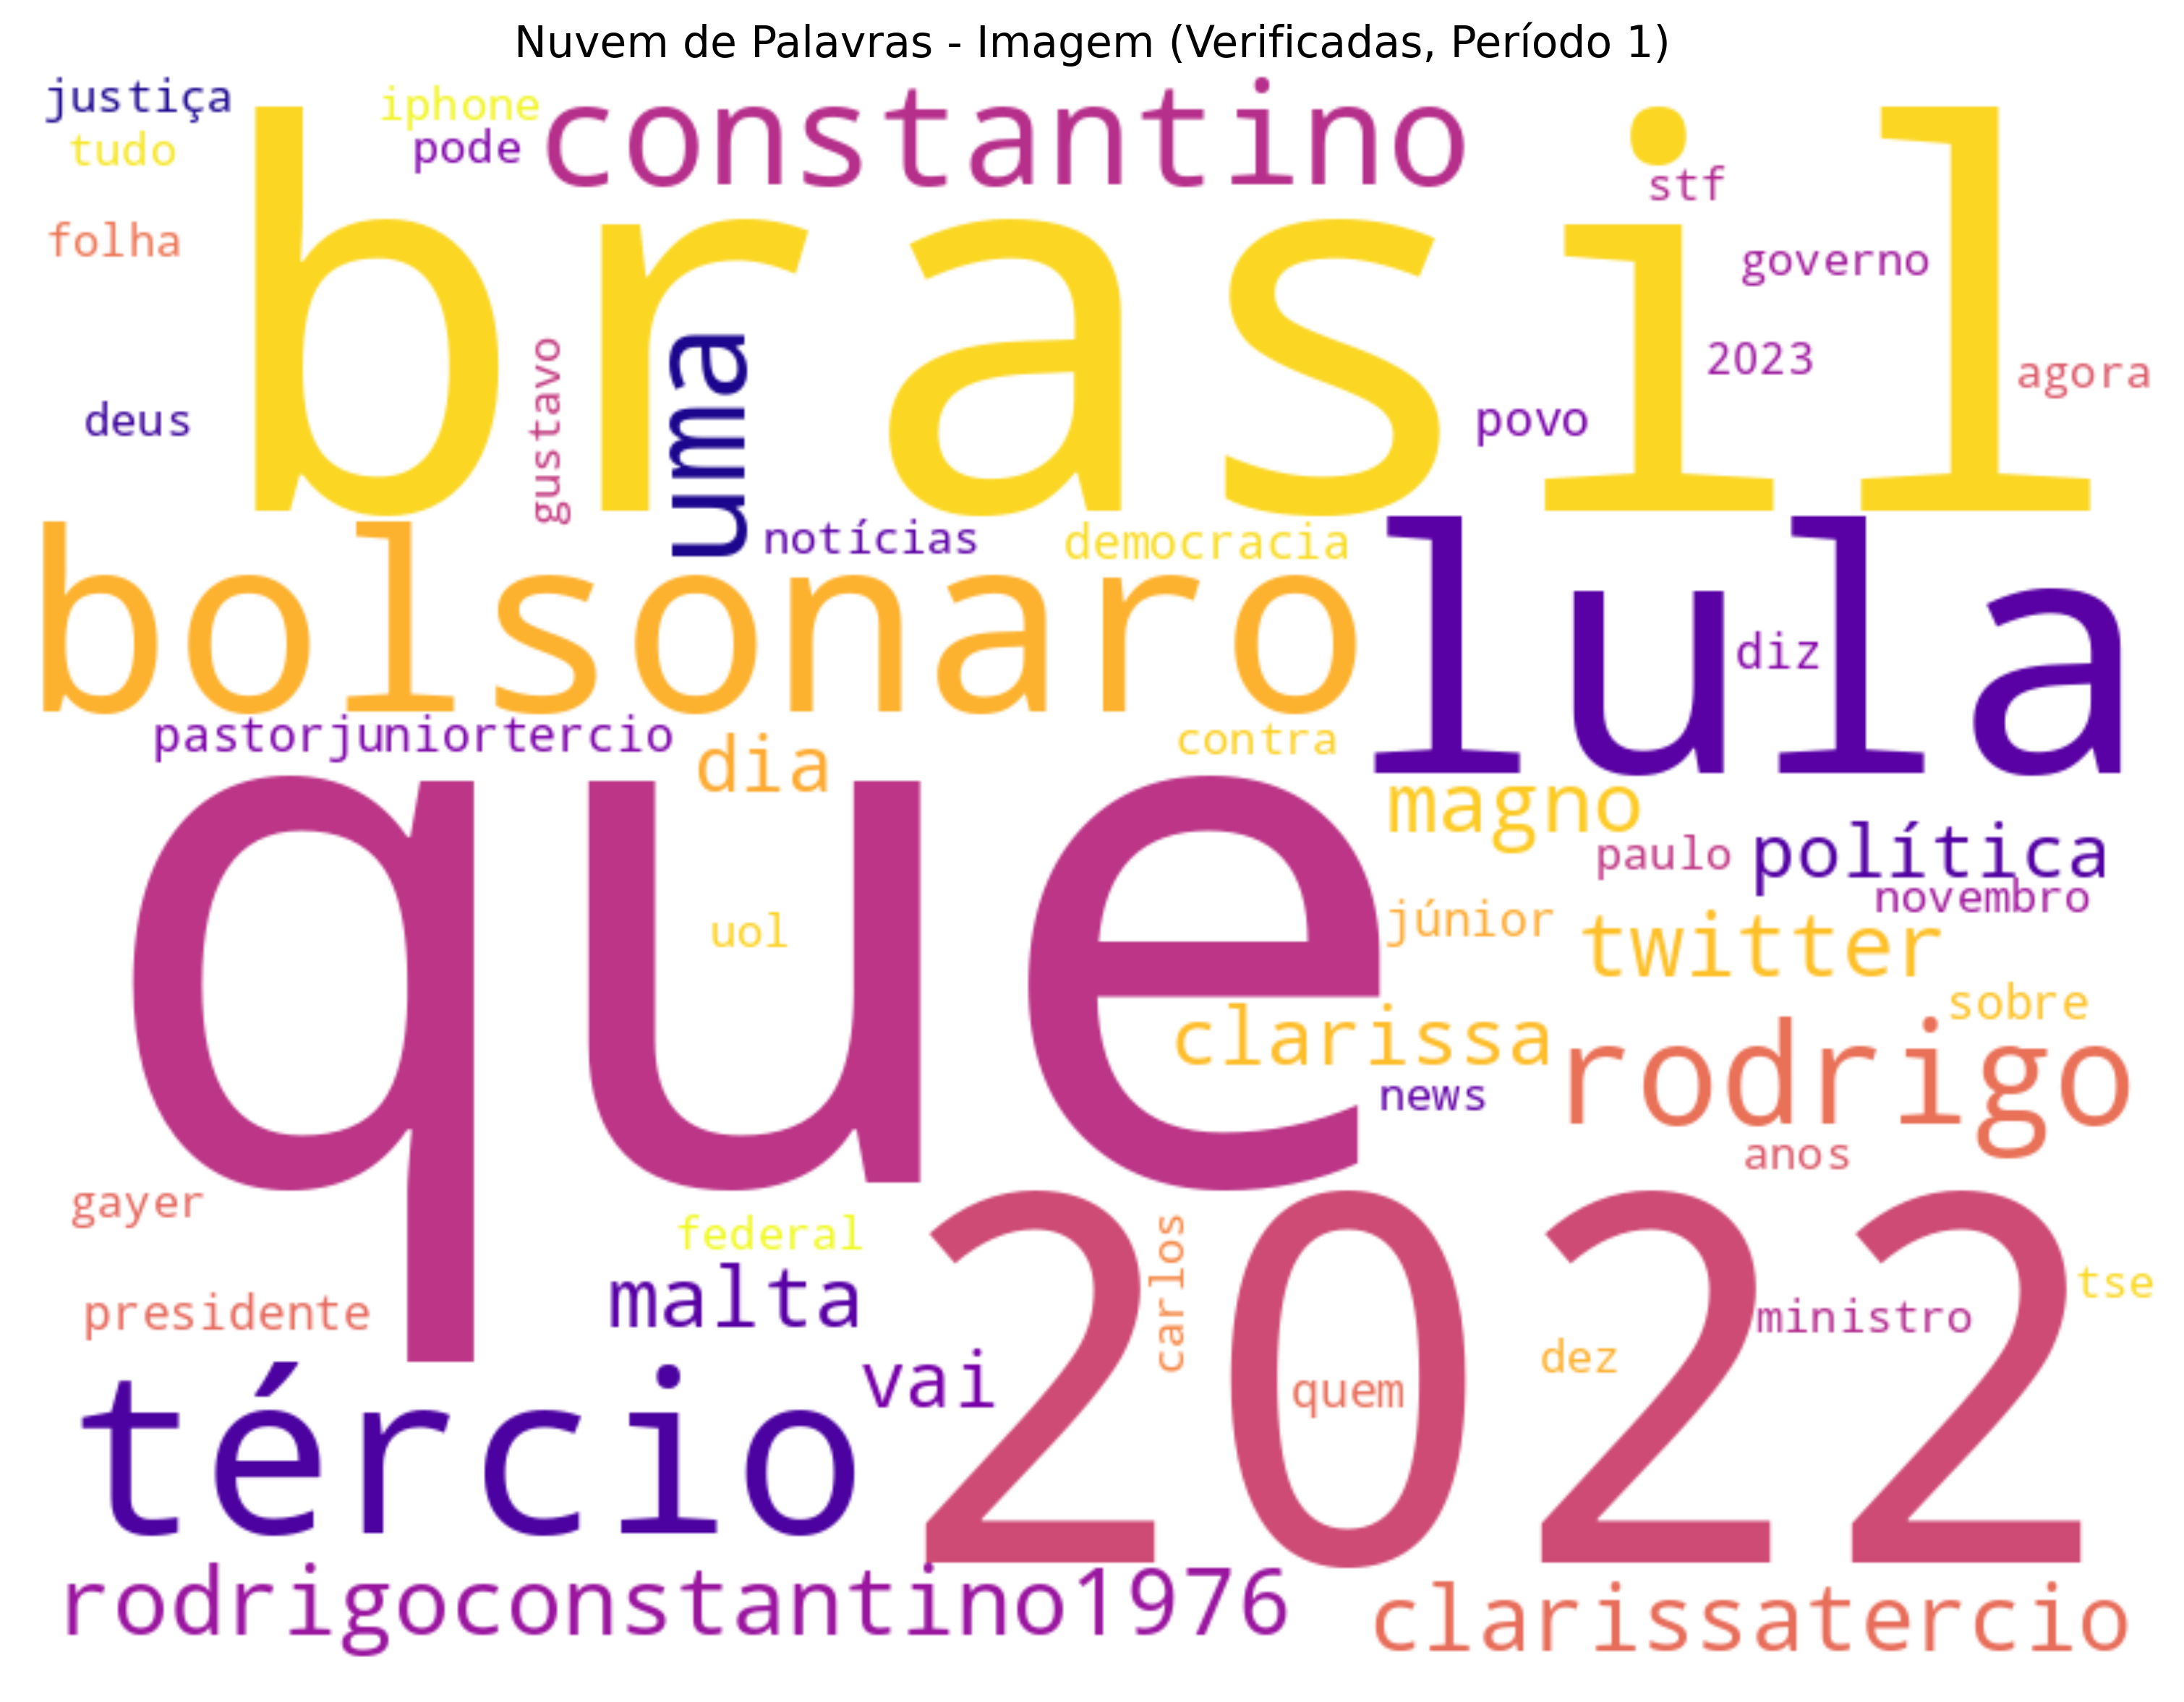 Nuvem de Palavras - Imagem (Verificadas, Período 1)
justiça
iphone
constantino
tudo
pode
stf
brasil
folha
governo
2023
agora
deus
gustavo
uma
povo
notícias
democracia
bolsonaro
lula
diz
pastorjuniortercio
dia
contra
que
magno
paulo
política
novembro
uol
júnior
twitter
sobre
clarissa
rodrigo
news
anos
gayer
federal
2022
carlos
tse
presidente
malta
ministro
dez
quem
vai
tércio
rodrigoconstantino1976
clarissatercio